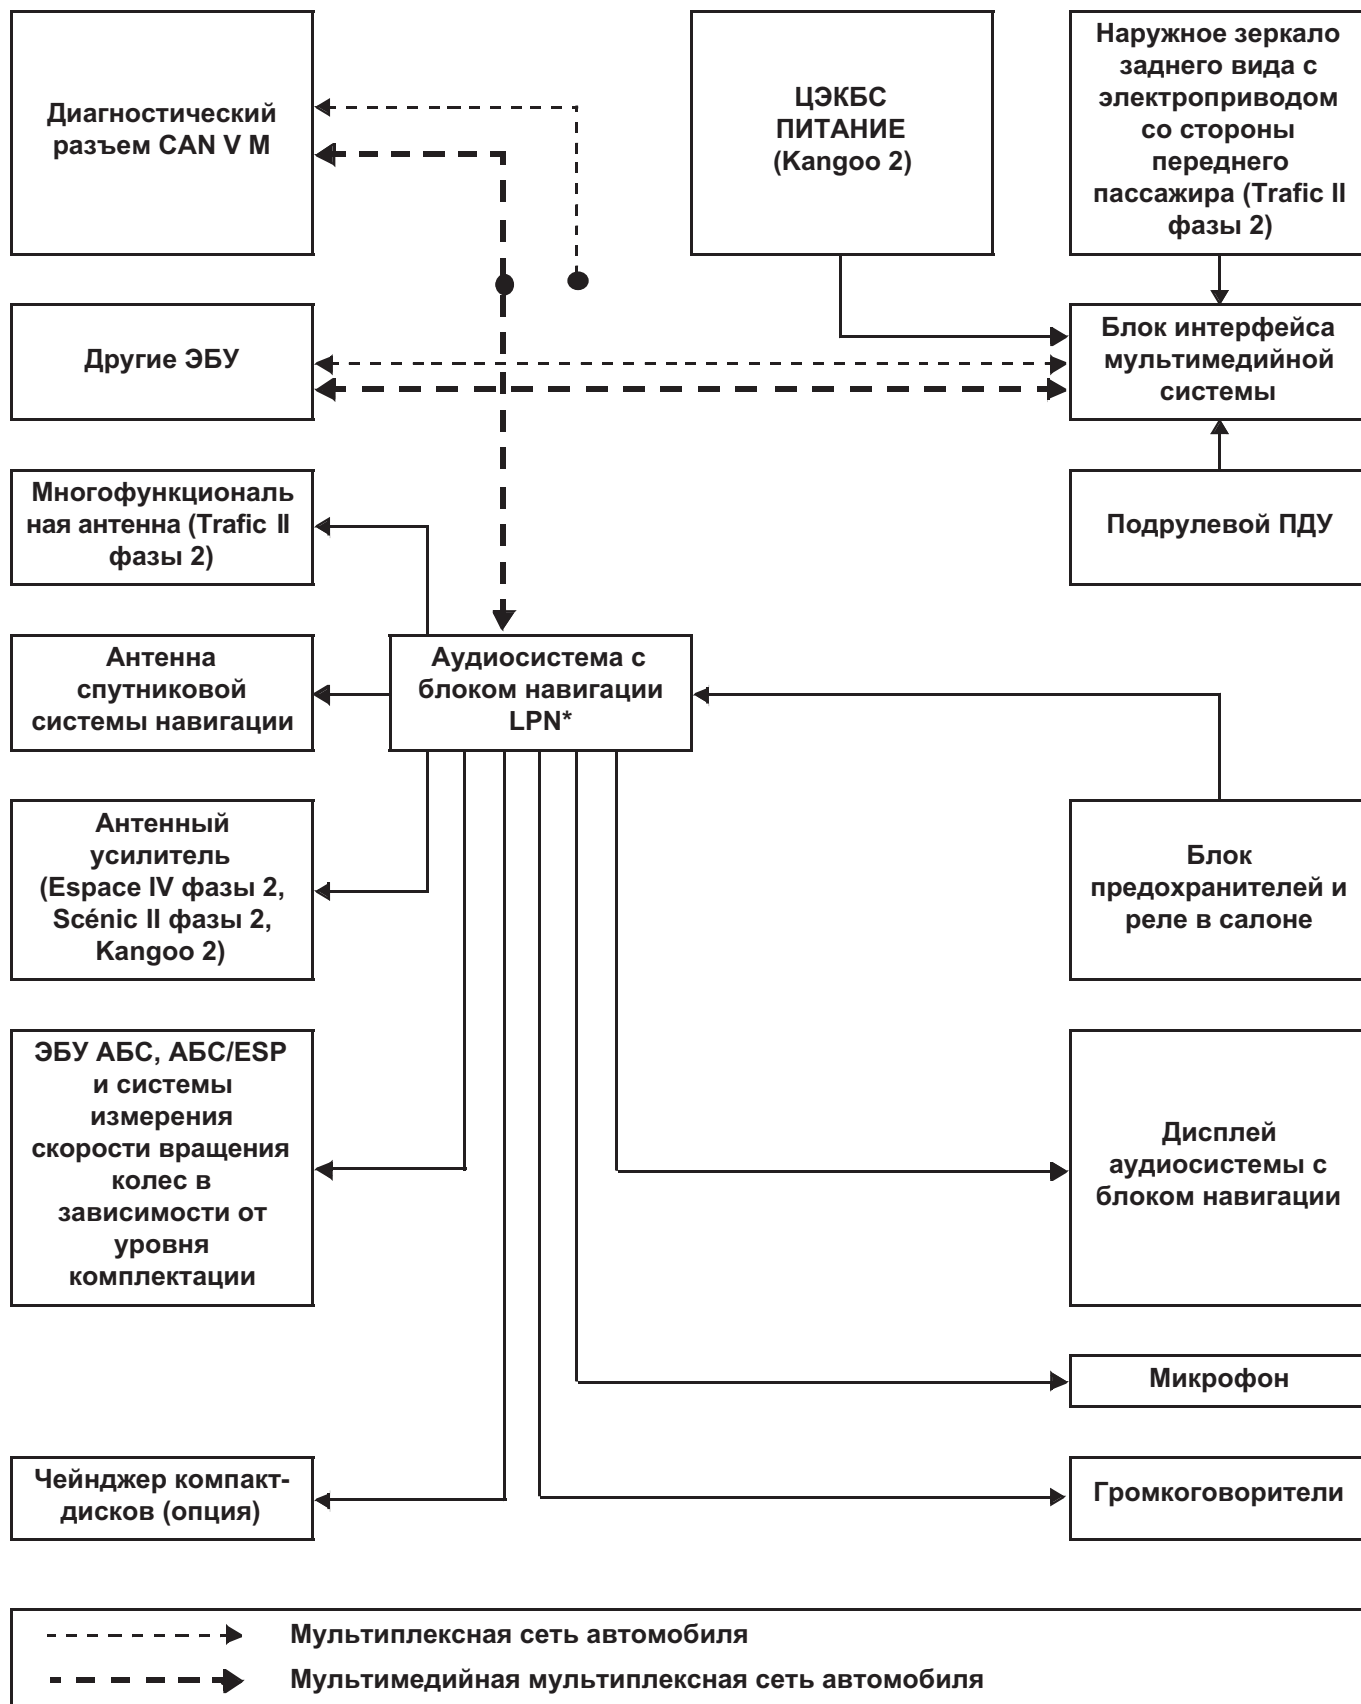 Диагностический
разъем CAN V M
ЦЭКБС
ПИТАНИЕ
(Kangoo 2)
Наружное зеркало
заднего вида с
электроприводом
со стороны
переднего
пассажира (Trafic II
фазы 2)
Другие ЭБУ
Блок интерфейса
мультимедийной
системы
Многофункциональ
ная антенна (Trafic II
фазы 2)
Подрулевой ПДУ
Антенна
спутниковой
системы навигации
Аудиосистема с
блоком навигации
LPN*
Антенный
усилитель
(Espace IV фазы 2,
Scénic II фазы 2,
Kangoo 2)
Блок
предохранителей и
реле в салоне
ЭБУ АБС, АБС/ESP
и системы
измерения
скорости вращения
колес в
зависимости от
уровня
комплектации
Дисплей
аудиосистемы с
блоком навигации
Микрофон
Чейнджер компакт-
дисков (опция)
Громкоговорители
Мультиплексная сеть автомобиля
Мультимедийная мультиплексная сеть автомобиля